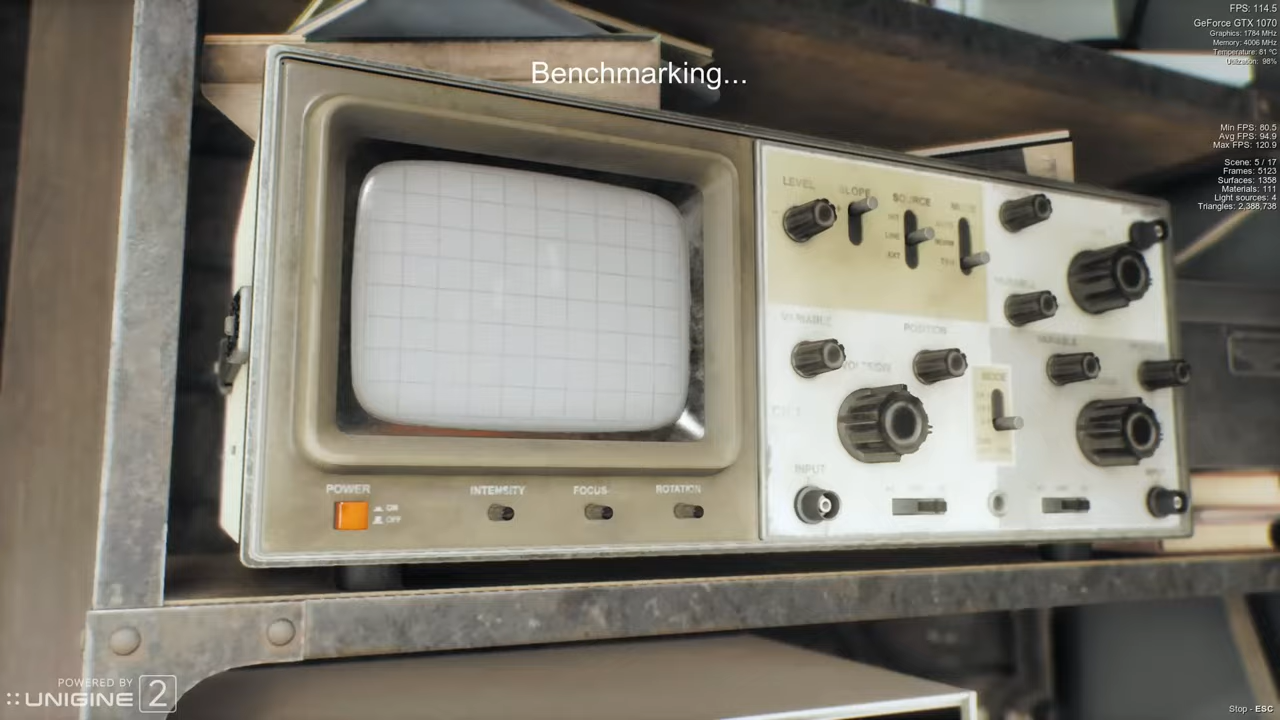 FPS: 114.5
GeForce GTX 1070
Graphics: 1784 MHz
Memory: 4006 MHz
Temperature: 81 °C
Utilization: 98%
Benchmarking...
Min FPS: 80.5
Avg FPS: 94.9
Max FPS: 120.9
Scene: 5 / 17
Frames: 5123
Surfaces: 1358
Materials: 111
Light sources: 4
Triangles: 2,388,738
LEVEL
SLOPE
SOURCE
INT
LINE
EXT
VARIABLE
POSITION
VARIABLE
MODE
INPUT
POWER
ON
OFF
INTENSITY
FOCUS
ROTATION
POWERED BY
UNIGINE 2
Stop - ESC